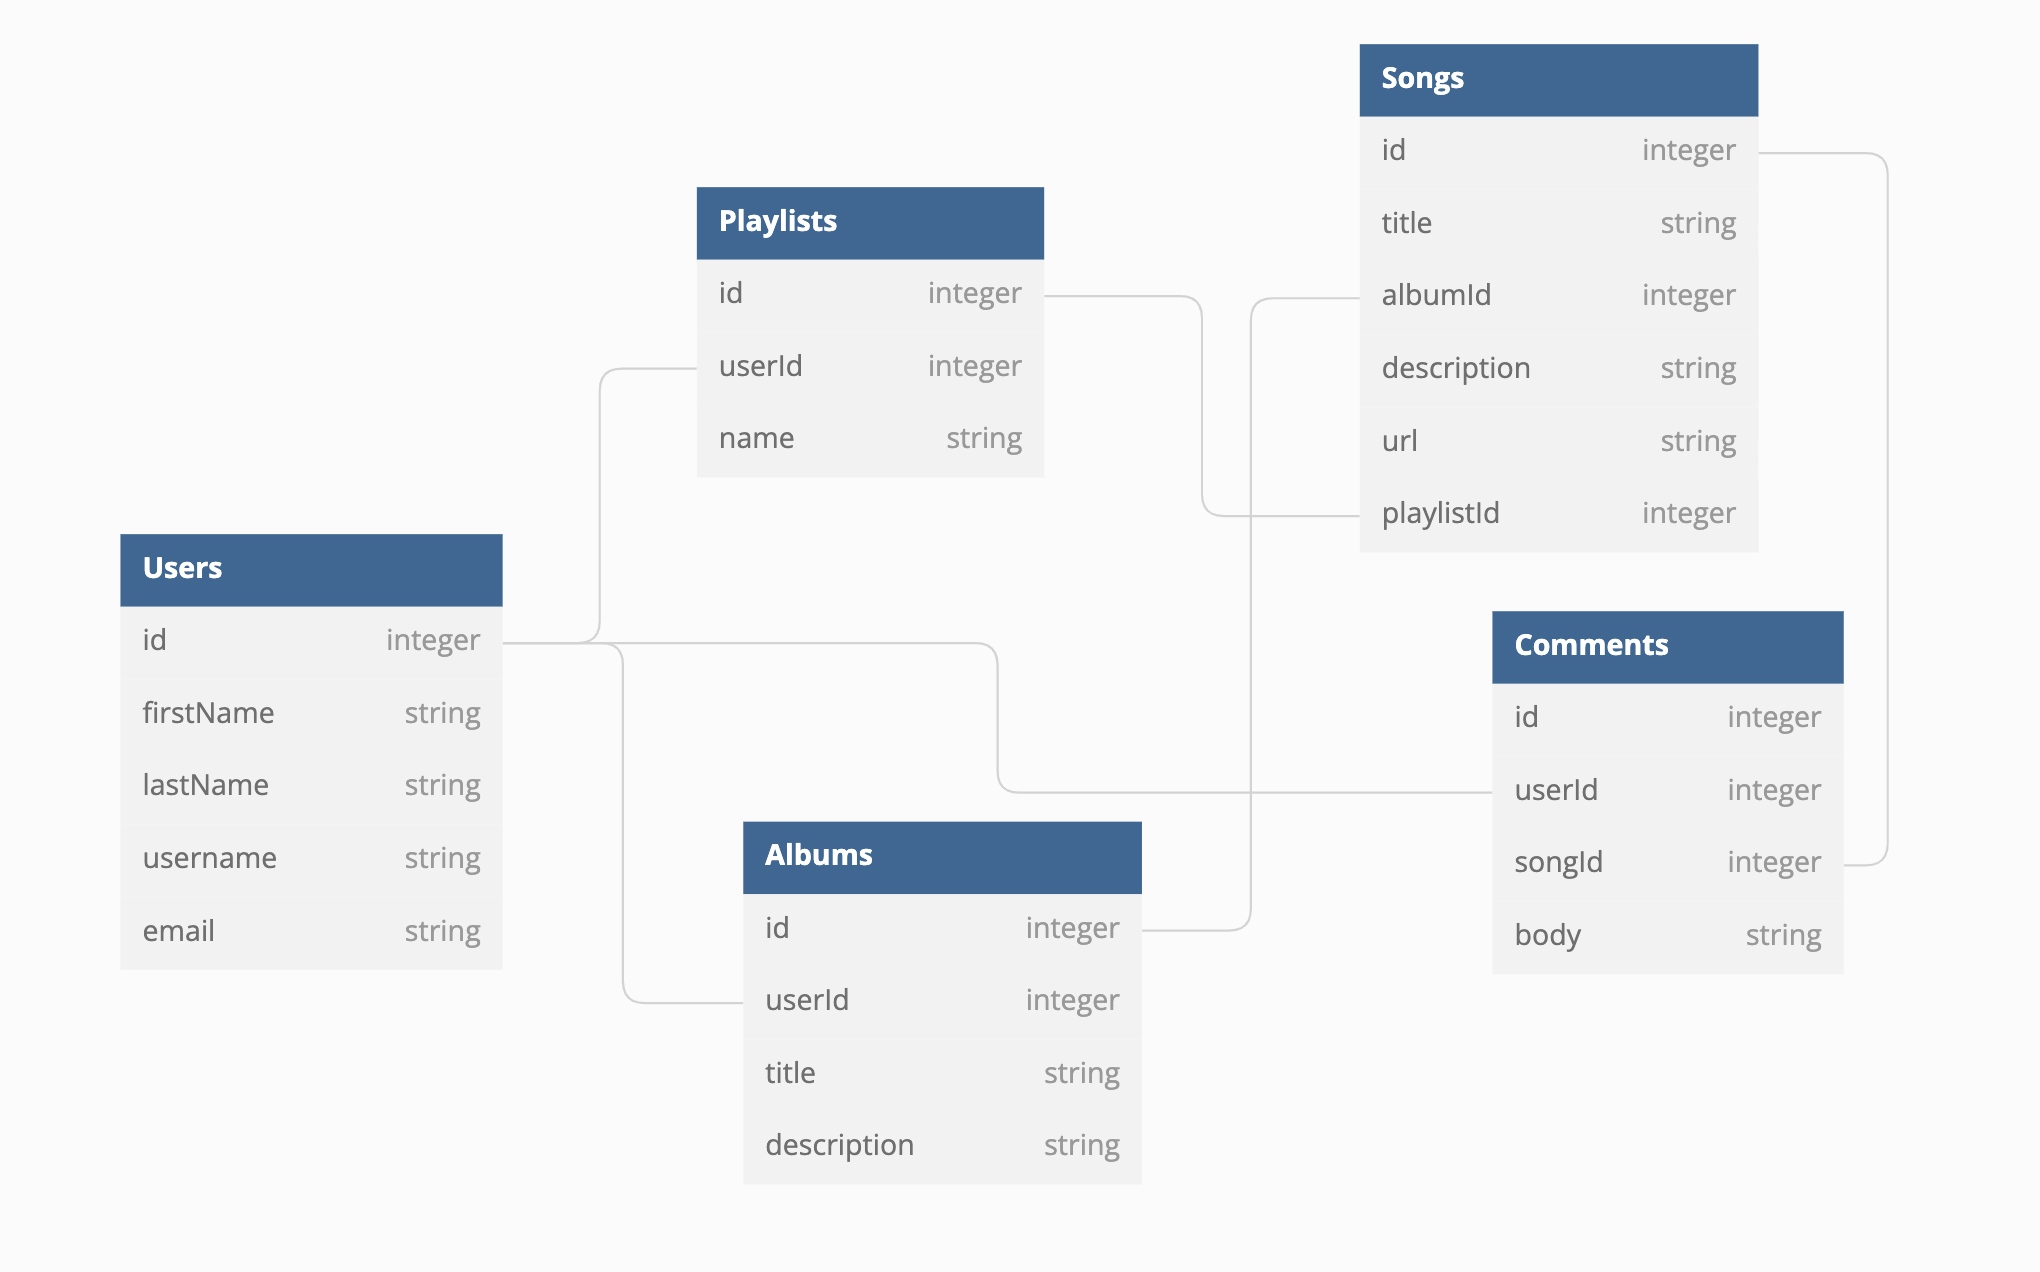 Songs
id integer
title string
albumId integer
description string
url string
playlistId integer
Playlists
id integer
userId integer
name string
Users
id integer
firstName string
lastName string
username string
email string
Comments
id integer
userId integer
songId integer
body string
Albums
id integer
userId integer
title string
description string